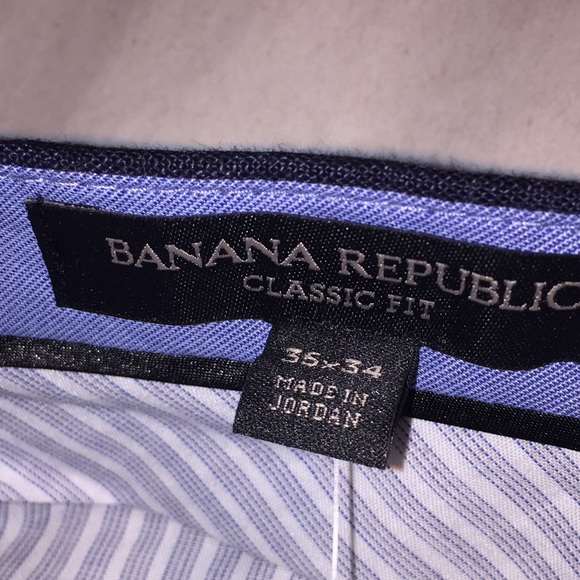 BANANA REPUBLIC
CLASSIC FIT
35×34
MADE IN
JORDAN